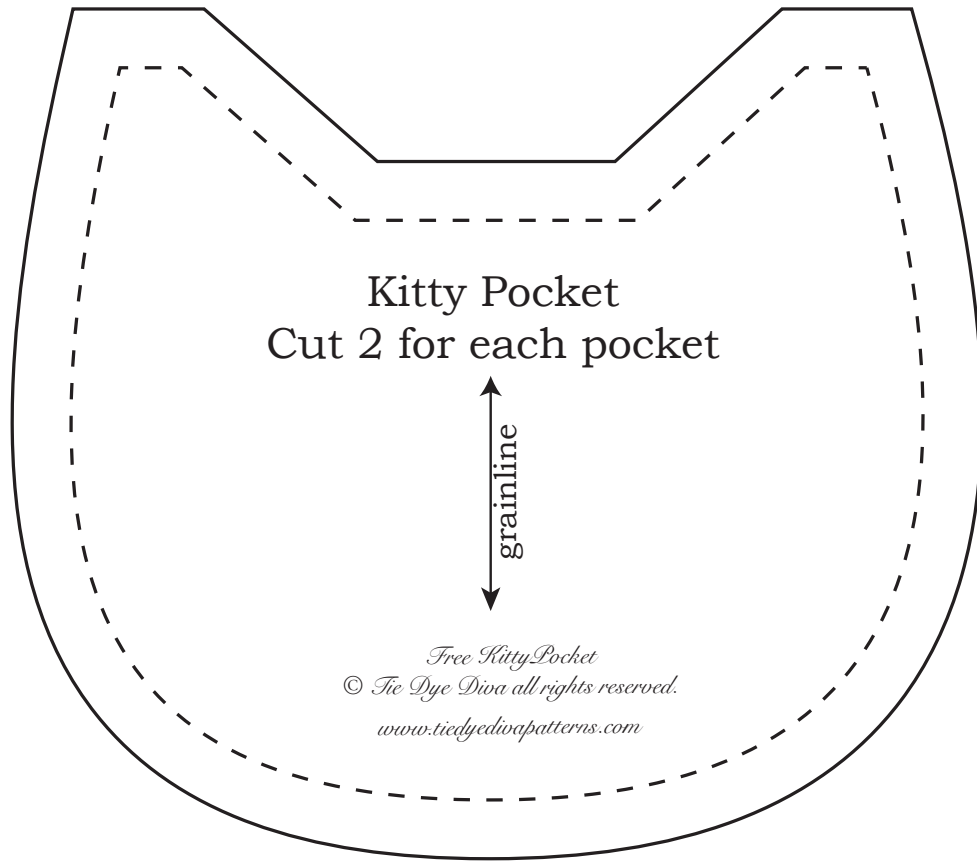 Kitty Pocket
Cut 2 for each pocket
grainline
Free KittyPocket
© Tie Dye Diva all rights reserved.
www.tiedyedivapatterns.com